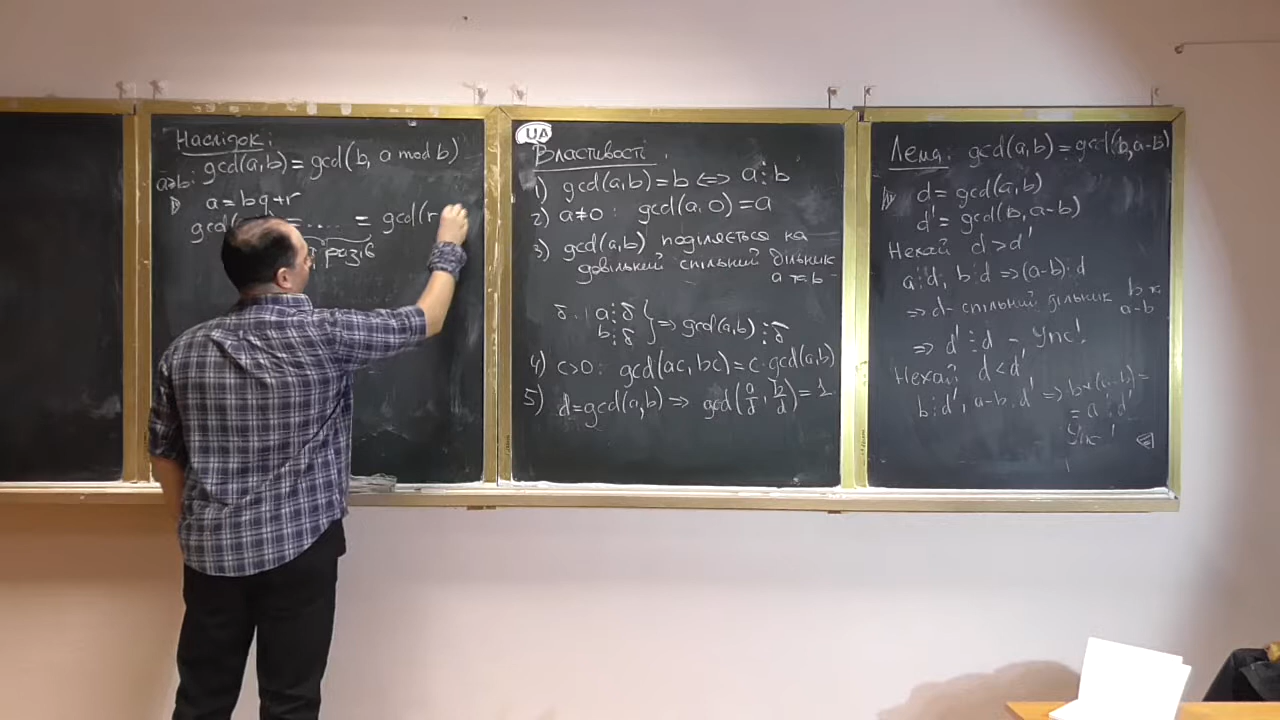 Наслідок:
a≥b: gcd(a,b) = gcd(b, a mod b)
a = bq + r
gcd( = .... = gcd(r
разів
UA
Властивості
1) gcd(a,b) = b ⇔ a⋮b
2) a≠0 : gcd(a,0) = a
3) gcd(a,b) поділяється на
довільний спільний дільник
a та b
δ : a⋮δ
b⋮δ } ⇒ gcd(a,b)⋮δ
4) c>0: gcd(ac, bc) = c·gcd(a,b)
5) d = gcd(a,b) ⇒ gcd( , b/d) = 1
Лема: gcd(a,b) = gcd(b, a-b)
d = gcd(a,b)
d' = gcd(b, a-b)
Нехай d > d'
a⋮d, b⋮d ⇒ (a-b)⋮d
⇒ d - спільний дільник b і
a-b
⇒ d' ⋮ d - Упс!
Нехай d < d'
b⋮d', a-b⋮d' ⇒ b+(a-b) =
= a⋮d'
Упс!